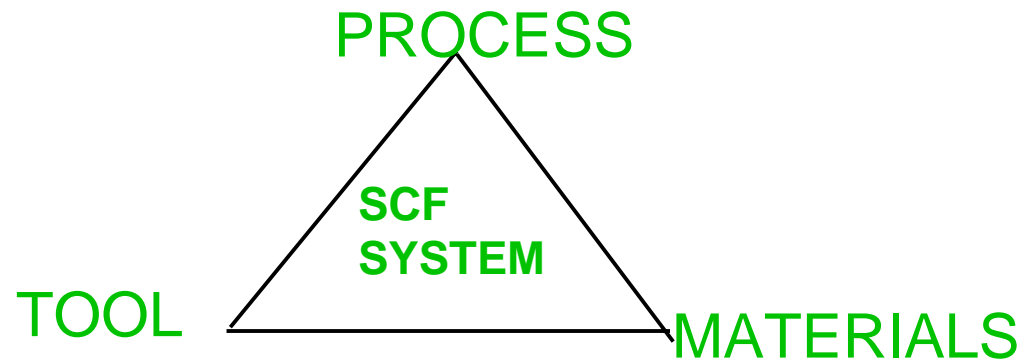 PROCESS
SCF
SYSTEM
TOOL
MATERIALS